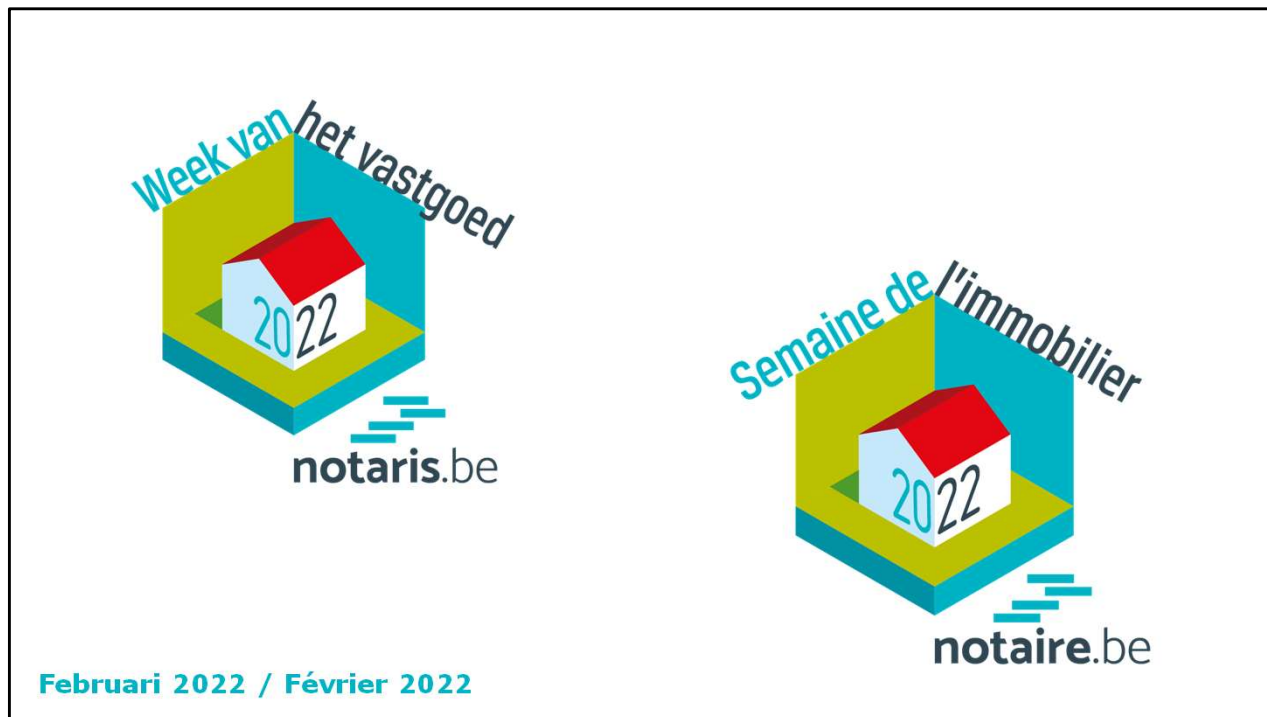 Week van het vastgoed
2022
notaris.be
Semaine de l'immobilier
2022
notaire.be
Februari 2022 / Février 2022